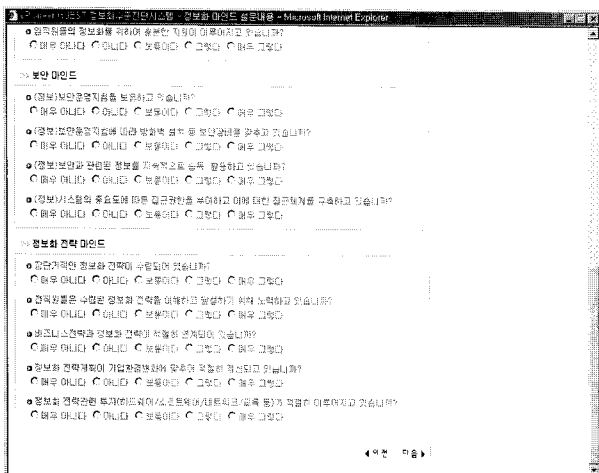 정보화수준진단시스템 - 정보화 마인드 설문내용 - Microsoft Internet Explorer
임직원들의 정보화를 위하여 충분한 지원이 이루어지고 있습니까?
매우 아니다 아니다 보통이다 그렇다 매우 그렇다
>> 보안 마인드
(정보)보안운영지침을 보유하고 있습니까?
매우 아니다 아니다 보통이다 그렇다 매우 그렇다
(정보)보안운영지침에 따라 방화벽 설치 등 보안장비를 갖추고 있습니까?
매우 아니다 아니다 보통이다 그렇다 매우 그렇다
(정보)보안과 관련된 정보를 지속적으로 습득 활용하고 있습니까?
매우 아니다 아니다 보통이다 그렇다 매우 그렇다
(정보)시스템의 중요도에 따른 접근권한을 부여하고 이에 대한 접근체계를 구축하고 있습니까?
매우 아니다 아니다 보통이다 그렇다 매우 그렇다
>> 정보화 전략 마인드
중단기적인 정보화 전략이 수립되어 있습니까?
매우 아니다 아니다 보통이다 그렇다 매우 그렇다
전직원들은 수립된 정보화 전략을 이해하고 달성하기 위해 노력하고 있습니까?
매우 아니다 아니다 보통이다 그렇다 매우 그렇다
비즈니스전략과 정보화 전략이 적절히 연계되어 있습니까?
매우 아니다 아니다 보통이다 그렇다 매우 그렇다
정보화 전략계획이 기업환경변화에 맞추어 적절히 갱신되고 있습니까?
매우 아니다 아니다 보통이다 그렇다 매우 그렇다
정보화 전략관련 투자(하드웨어/소프트웨어/네트워크/교육 등)가 적절히 이루어지고 있습니까?
매우 아니다 아니다 보통이다 그렇다 매우 그렇다
이전 다음